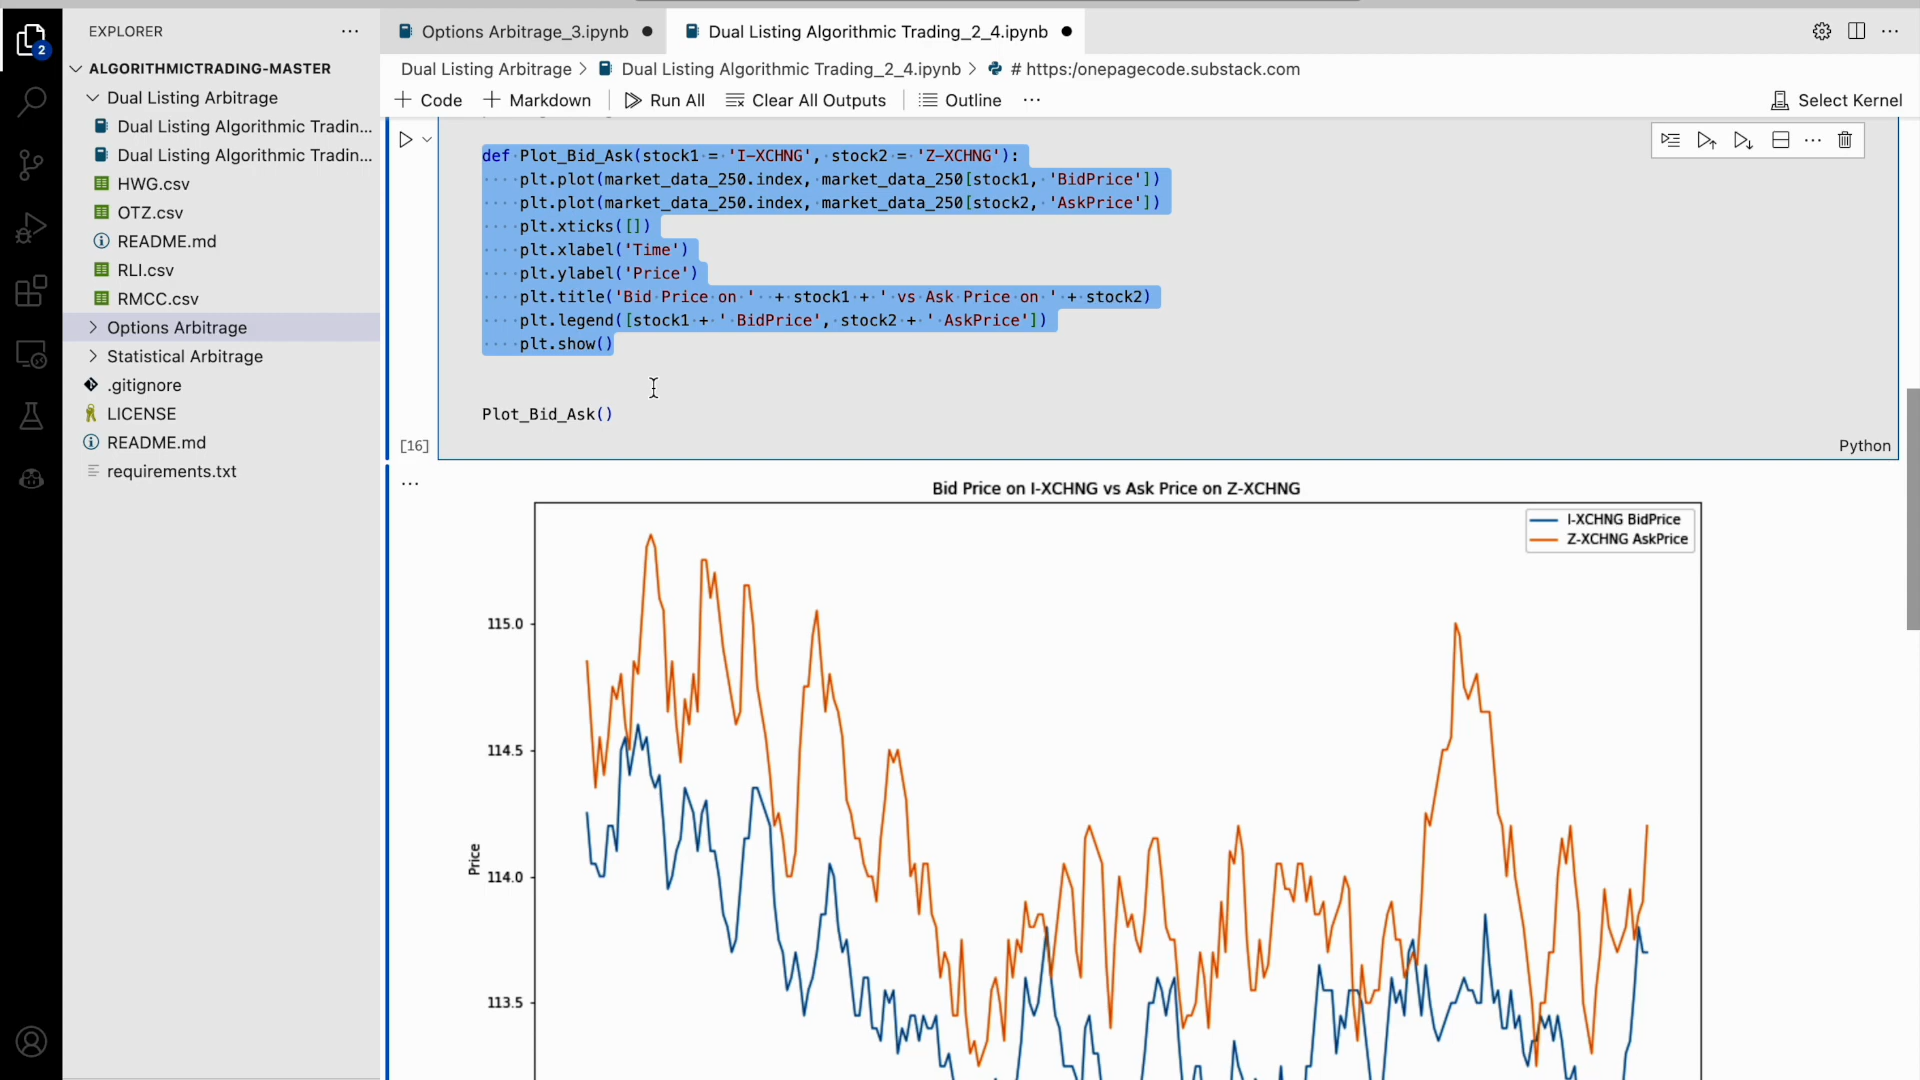 EXPLORER
···
2
ALGORITHMICTRADING-MASTER
Dual Listing Arbitrage
Dual Listing Algorithmic Tradin...
Dual Listing Algorithmic Tradin...
HWG.csv
OTZ.csv
README.md
RLI.csv
RMCC.csv
Options Arbitrage
Statistical Arbitrage
.gitignore
LICENSE
README.md
requirements.txt
Options Arbitrage_3.ipynb
Dual Listing Algorithmic Trading_2_4.ipynb
Dual Listing Arbitrage > Dual Listing Algorithmic Trading_2_4.ipynb > # https:/onepagecode.substack.com
+ Code + Markdown Run All Clear All Outputs Outline ···
Select Kernel
def Plot_Bid_Ask(stock1 = 'I-XCHNG', stock2 = 'Z-XCHNG'):
plt.plot(market_data_250.index, market_data_250[stock1, 'BidPrice'])
plt.plot(market_data_250.index, market_data_250[stock2, 'AskPrice'])
plt.xticks([])
plt.xlabel('Time')
plt.ylabel('Price')
plt.title('Bid Price on ' + stock1 + ' vs Ask Price on ' + stock2)
plt.legend([stock1 + ' BidPrice', stock2 + ' AskPrice'])
plt.show()
Plot_Bid_Ask()
[16]
Python
Bid Price on I-XCHNG vs Ask Price on Z-XCHNG
I-XCHNG BidPrice
Z-XCHNG AskPrice
115.0
114.5
114.0
113.5
Price